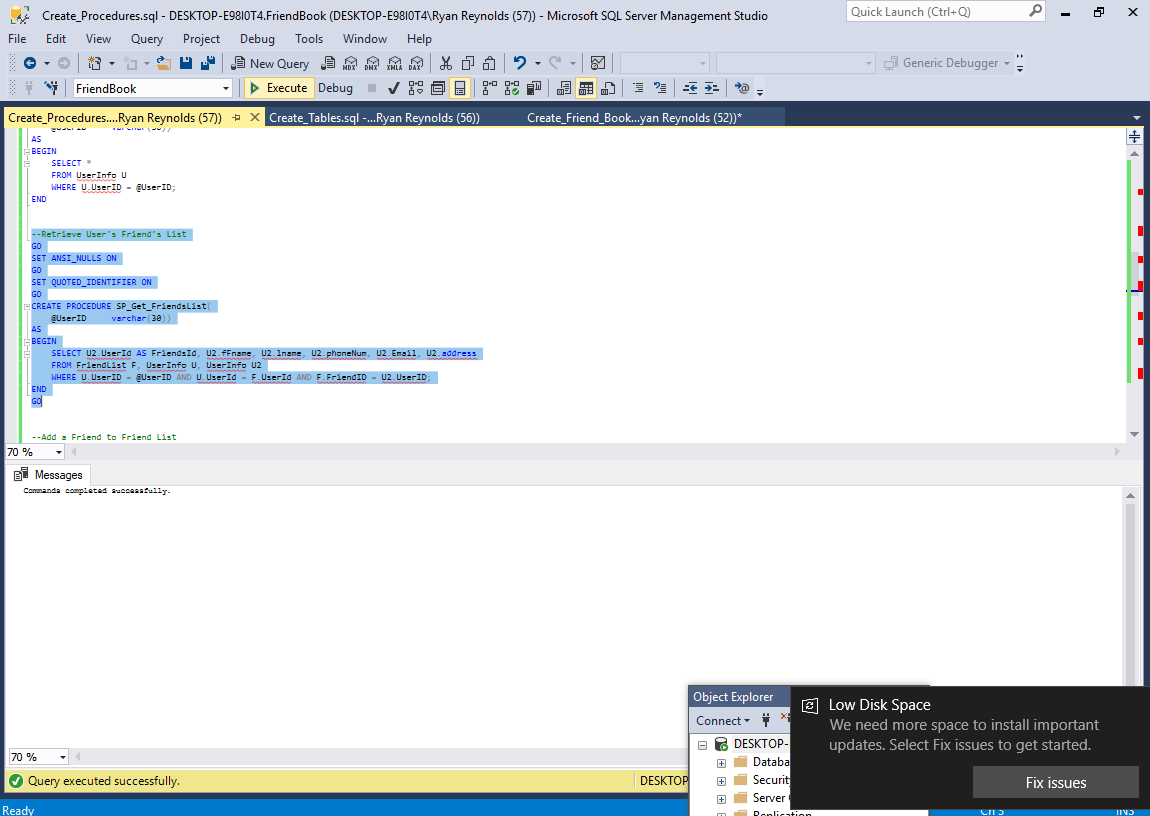 Create_Procedures.sql - DESKTOP-E98I0T4.FriendBook (DESKTOP-E98I0T4\Ryan Reynolds (57)) - Microsoft SQL Server Management Studio
Quick Launch (Ctrl+Q)
File Edit View Query Project Debug Tools Window Help
New Query MDX DMX XMLA DAX Generic Debugger
FriendBook Execute Debug
Create_Procedures....Ryan Reynolds (57)) Create_Tables.sql -...Ryan Reynolds (56)) Create_Friend_Book...yan Reynolds (52))*
@UserID varchar(30))
AS
BEGIN
SELECT *
FROM UserInfo U
WHERE U.UserID = @UserID;
END
--Retrieve User's Friend's List
GO
SET ANSI_NULLS ON
GO
SET QUOTED_IDENTIFIER ON
GO
CREATE PROCEDURE SP_Get_FriendsList(
@UserID varchar(30))
AS
BEGIN
SELECT U2.UserId AS FriendsId, U2.fFname, U2.lname, U2.phoneNum, U2.Email, U2.address
FROM FriendList F, UserInfo U, UserInfo U2
WHERE U.UserID = @UserID AND U.UserId = F.UserId AND F.FriendID = U2.UserID;
END
GO
--Add a Friend to Friend List
70 %
Messages
Commands completed successfully.
70 %
Query executed successfully. DESKTOP
Object Explorer
Connect
DESKTOP-
Databa
Security
Server
Replication
Low Disk Space
We need more space to install important
updates. Select Fix issues to get started.
Fix issues
Ready Ch 3 INS